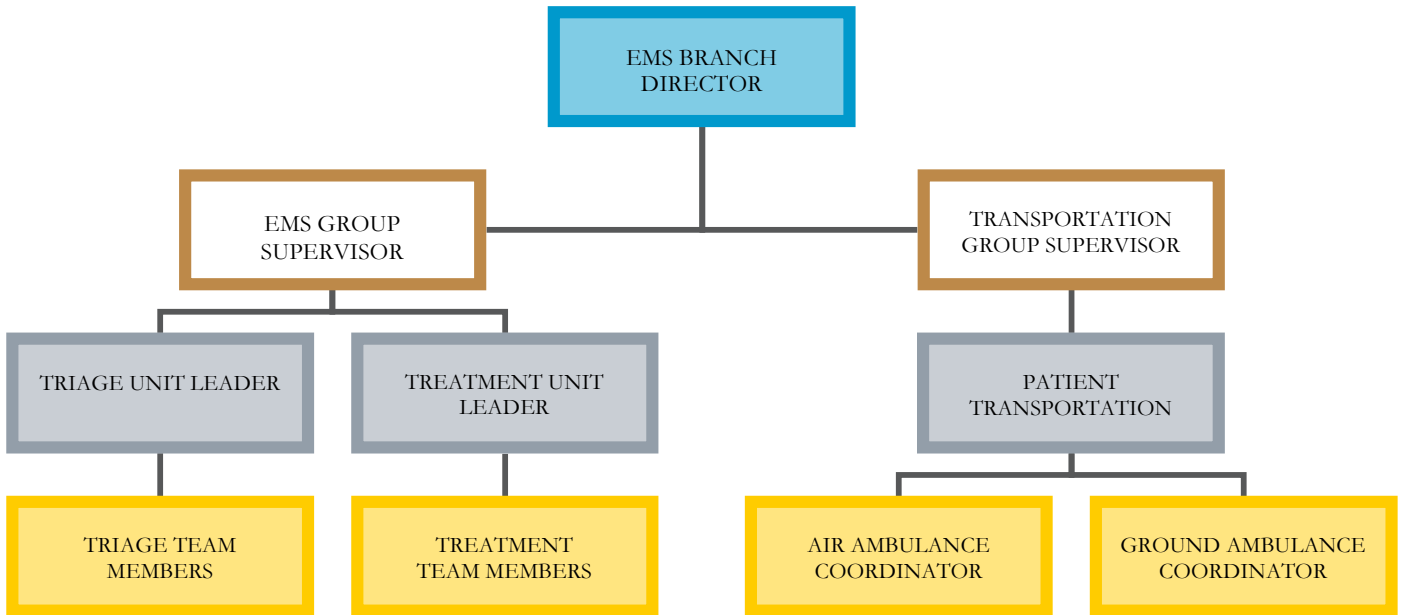 EMS BRANCH
DIRECTOR
EMS GROUP
SUPERVISOR
TRANSPORTATION
GROUP SUPERVISOR
TRIAGE UNIT LEADER
TREATMENT UNIT
LEADER
PATIENT
TRANSPORTATION
TRIAGE TEAM
MEMBERS
TREATMENT
TEAM MEMBERS
AIR AMBULANCE
COORDINATOR
GROUND AMBULANCE
COORDINATOR